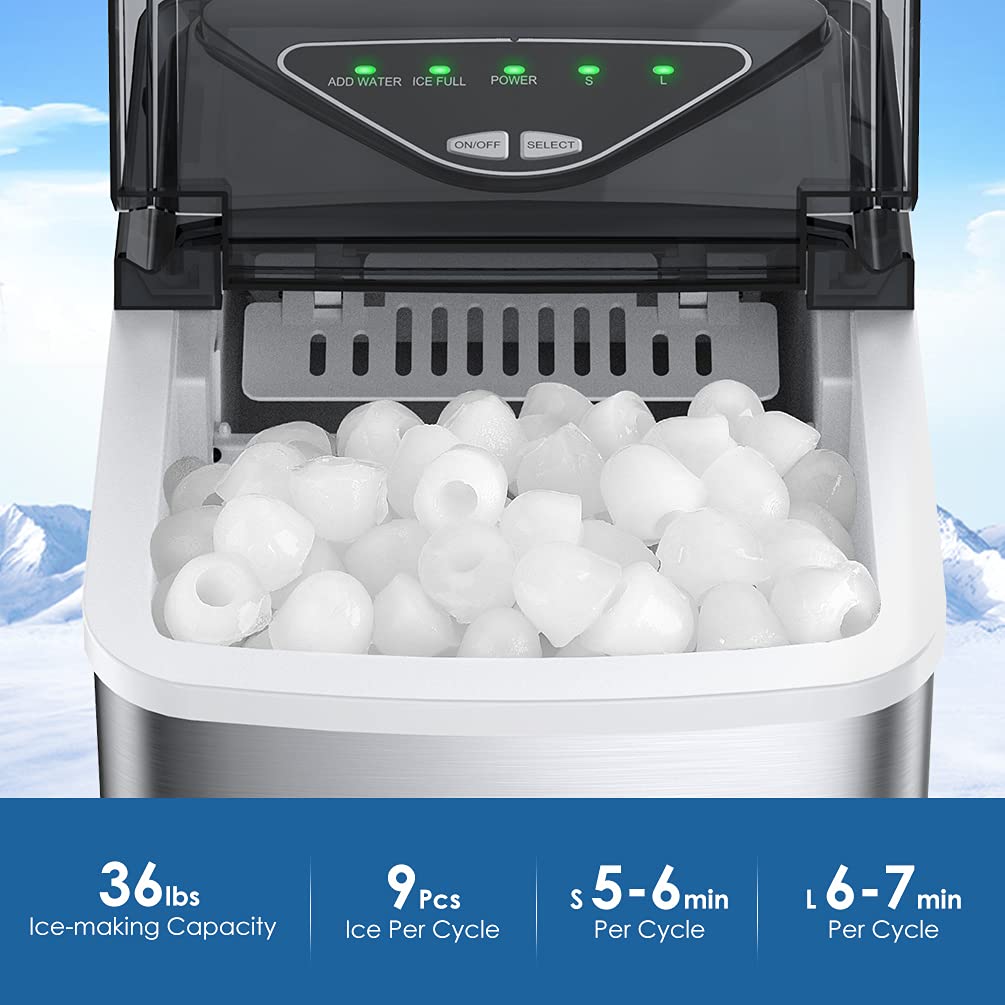 ADD WATER ICE FULL POWER S L
ON/OFF SELECT
36lbs
Ice-making Capacity
9Pcs
Ice Per Cycle
S 5-6min
Per Cycle
L 6-7min
Per Cycle